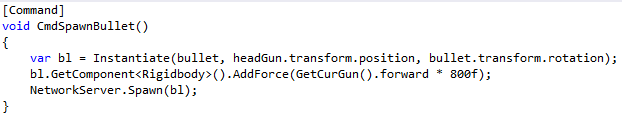 [Command]
void CmdSpawnBullet()
{
    var bl = Instantiate(bullet, headGun.transform.position, bullet.transform.rotation);
    bl.GetComponent<Rigidbody>().AddForce(GetCurGun().forward * 800f);
    NetworkServer.Spawn(bl);
}